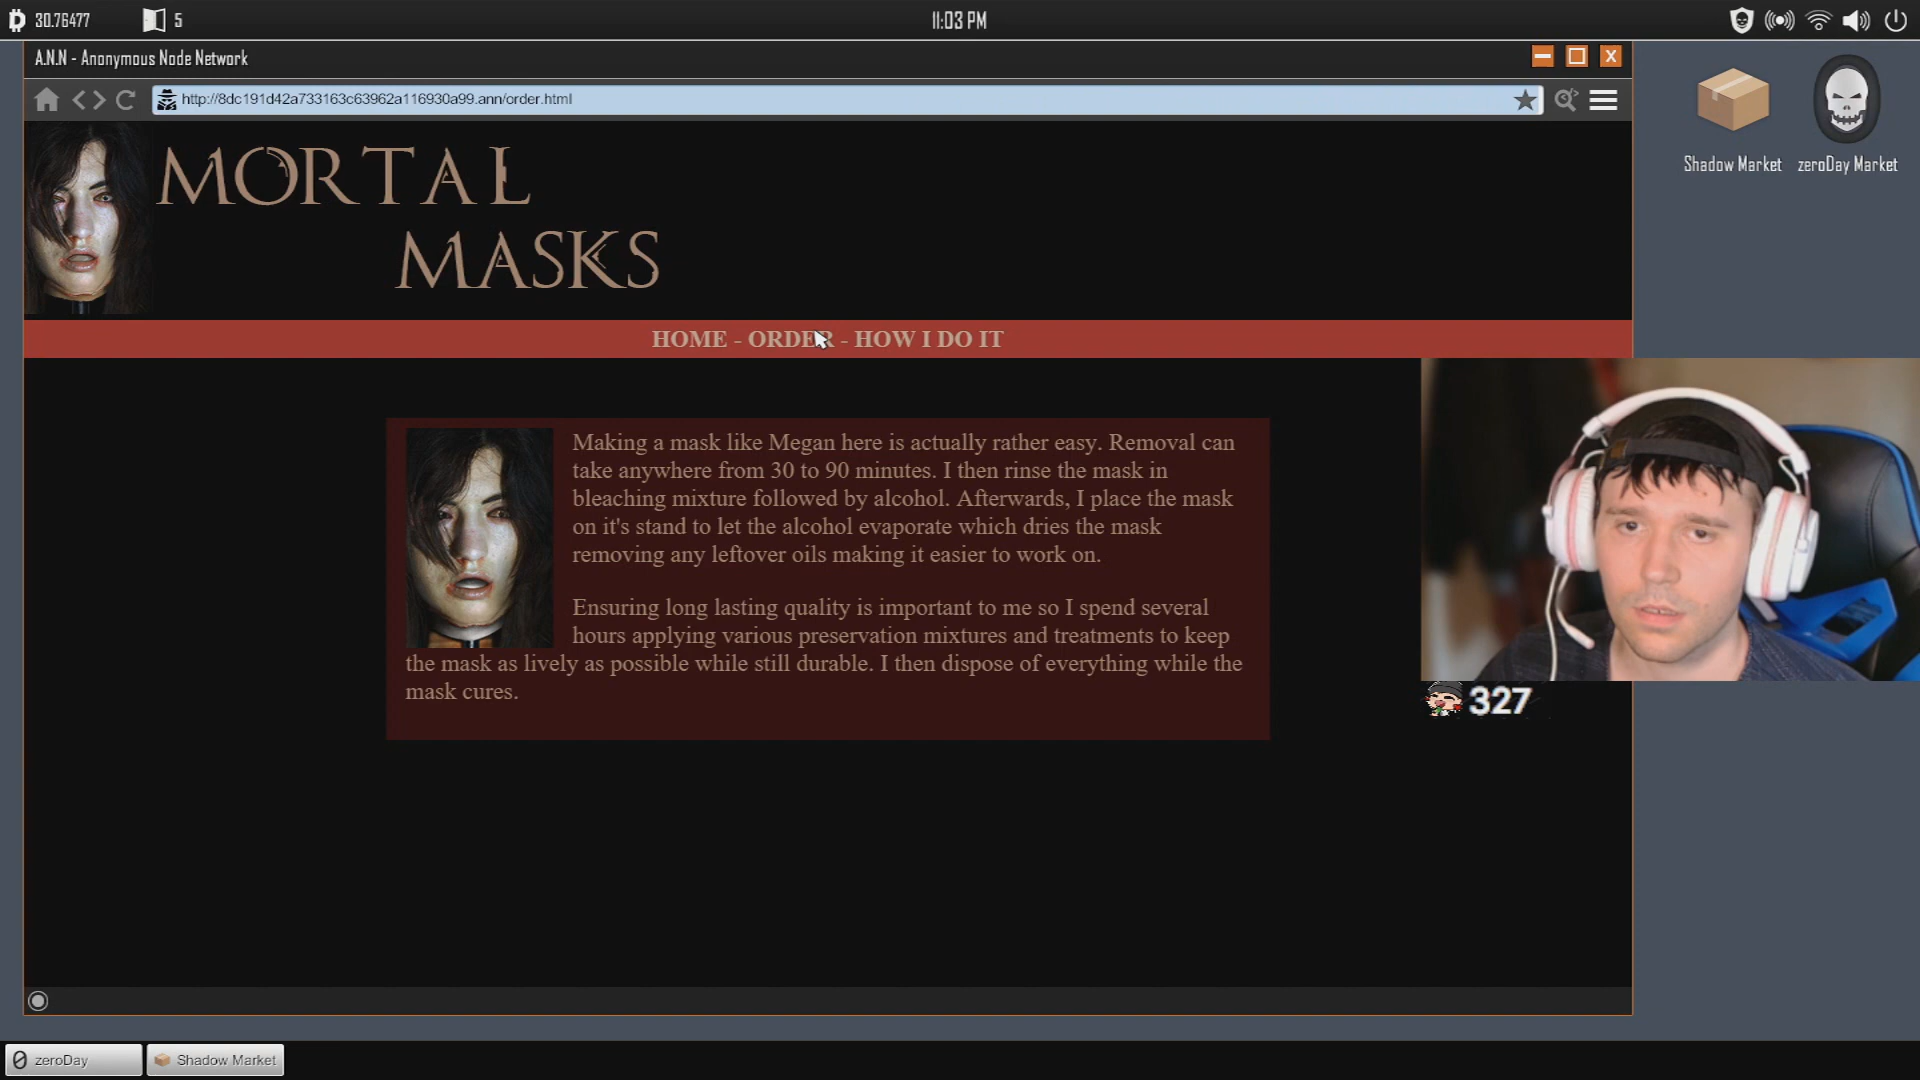 30.76477
5
11:03 PM
A.N.N - Anonymous Node Network
X
http://8dc191d42a733163c63962a116930a99.ann/order.html
Shadow Market
zeroDay Market
MORTAL
MASKS
HOME - ORDER - HOW I DO IT
Making a mask like Megan here is actually rather easy. Removal can
take anywhere from 30 to 90 minutes. I then rinse the mask in
bleaching mixture followed by alcohol. Afterwards, I place the mask
on it's stand to let the alcohol evaporate which dries the mask
removing any leftover oils making it easier to work on.
Ensuring long lasting quality is important to me so I spend several
hours applying various preservation mixtures and treatments to keep
the mask as lively as possible while still durable. I then dispose of everything while the
mask cures.
327
zeroDay
Shadow Market